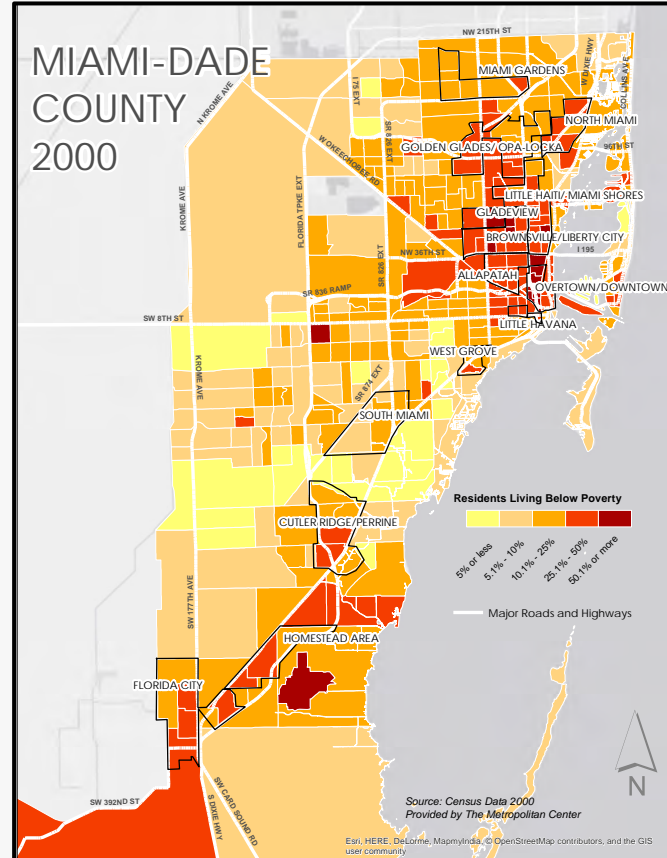 MIAMI-DADE
COUNTY
2000
NW 215TH ST
W DIXIE HWY
COLLINS AVE
MIAMI GARDENS
I 75 EXT
N KROME AVE
NORTH MIAMI
SR 826 EXT
W OKEECHOBEE RD
GOLDEN GLADES/OPA-LOCKA
96TH ST
KROME AVE
FLORIDA TPKE EXT
LITTLE HAITI/MIAMI SHORES
GLADEVIEW
BROWNSVILLE/LIBERTY CITY
SR 826 EXT
NW 36TH ST
I 195
ALLAPATAH
SR 836 RAMP
OVERTOWN/DOWNTOWN
SW 8TH ST
LITTLE HAVANA
WEST GROVE
KROME AVE
SR 874 EXT
SOUTH MIAMI
Residents Living Below Poverty
5% or less
5.1% - 10%
10.1% - 25%
25.1% - 50%
50.1% or more
CUTLER RIDGE/PERRINE
Major Roads and Highways
SW 177TH AVE
HOMESTEAD AREA
FLORIDA CITY
N
SW 392ND ST
S DIXIE HWY
SW CARD SOUND RD
Source: Census Data 2000
Provided by The Metropolitan Center
Esri, HERE, DeLorme, MapmyIndia, © OpenStreetMap contributors, and the GIS
user community